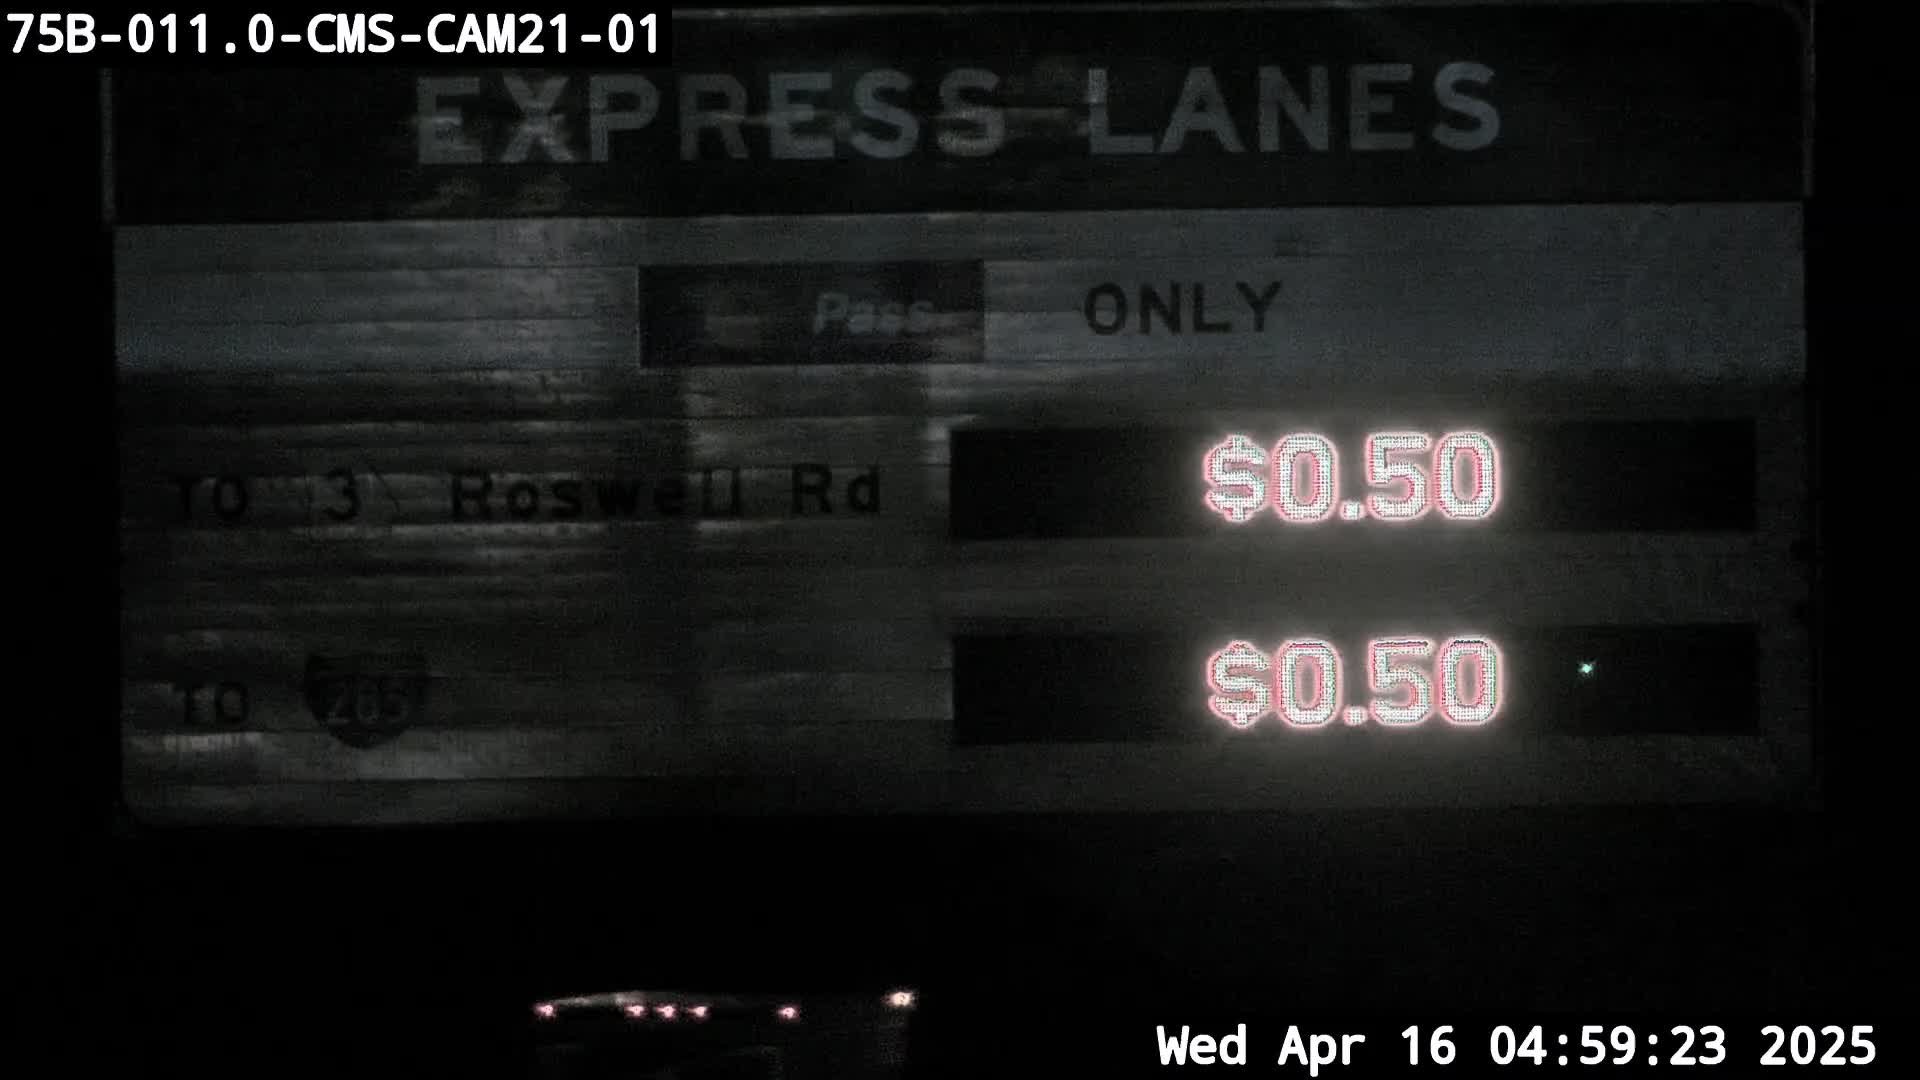 75B-011.0-CMS-CAM21-01
EXPRESS LANES
Pass ONLY
TO (3) Roswell Rd $0.50
TO 285 $0.50
Wed Apr 16 04:59:23 2025